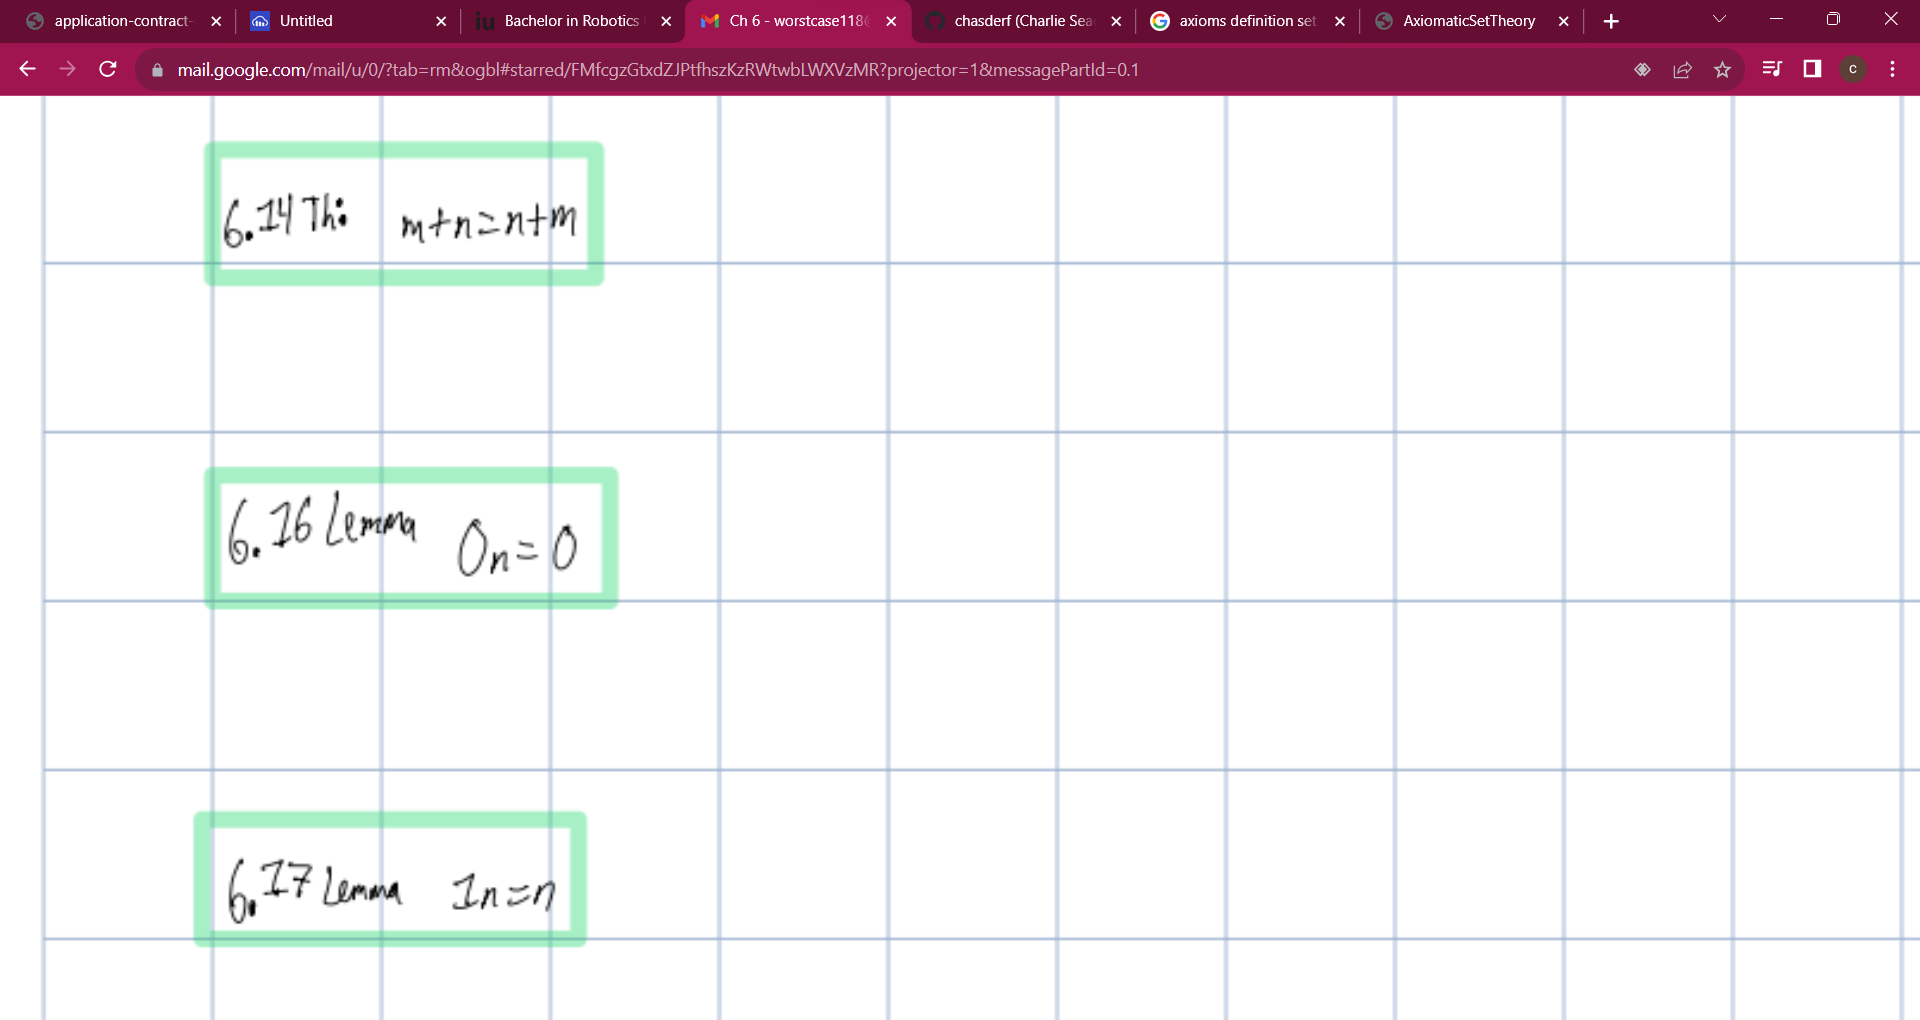 application-contract-
Untitled
Bachelor in Robotics
Ch 6 - worstcase118@
chasderf (Charlie Sea
axioms definition set
AxiomaticSetTheory
mail.google.com/mail/u/0/?tab=rm&ogbl#starred/FMfcgzGtxdZJPtfhszKzRWtwbLWXVzMR?projector=1&messagePartId=0.1
c
6.14 Th: m+n=n+m
6.16 Lemma 0n=0
6.17 Lemma 1n=n